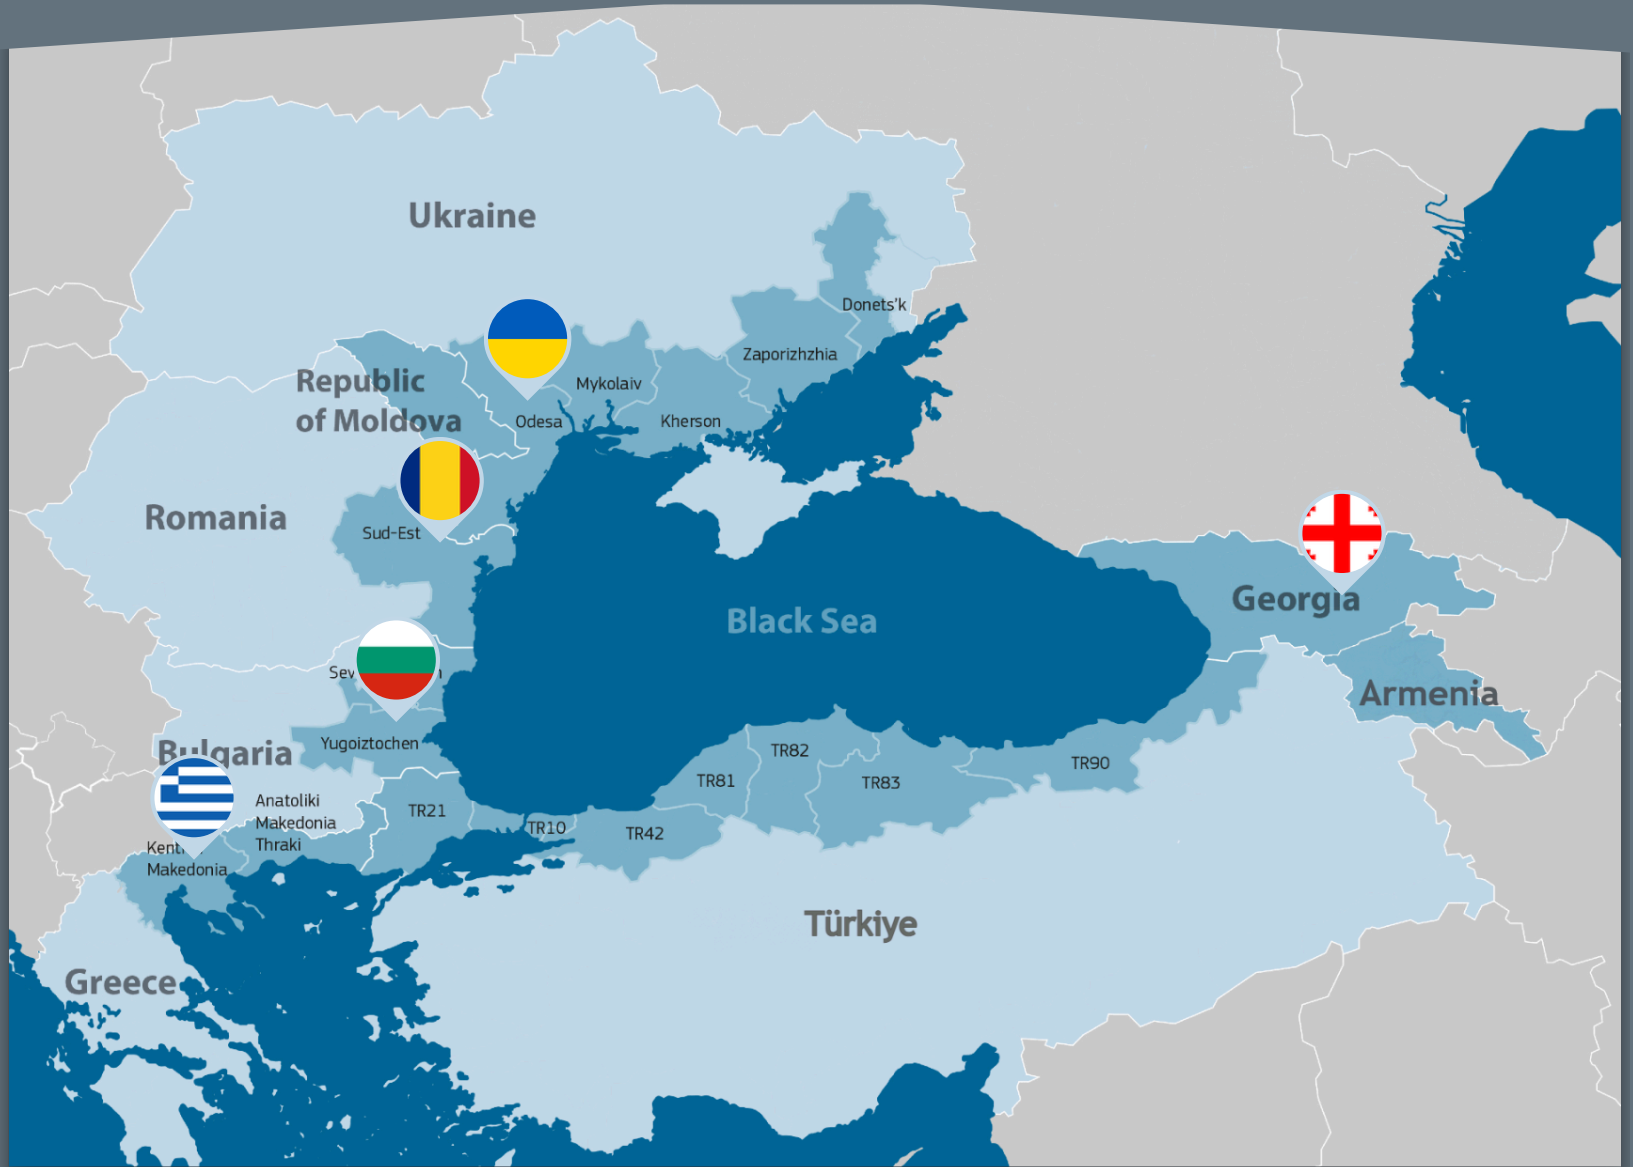 Ukraine
Donets'k
Zaporizhzhia
Republic
of Moldova
Mykolaiv
Odesa
Kherson
Romania
Sud-Est
Black Sea
Georgia
Armenia
Yugoiztochen
Bulgaria
TR82
TR90
TR81
TR83
TR21
TR10
TR42
Anatoliki
Makedonia
Thraki
Makedonia
Türkiye
Greece